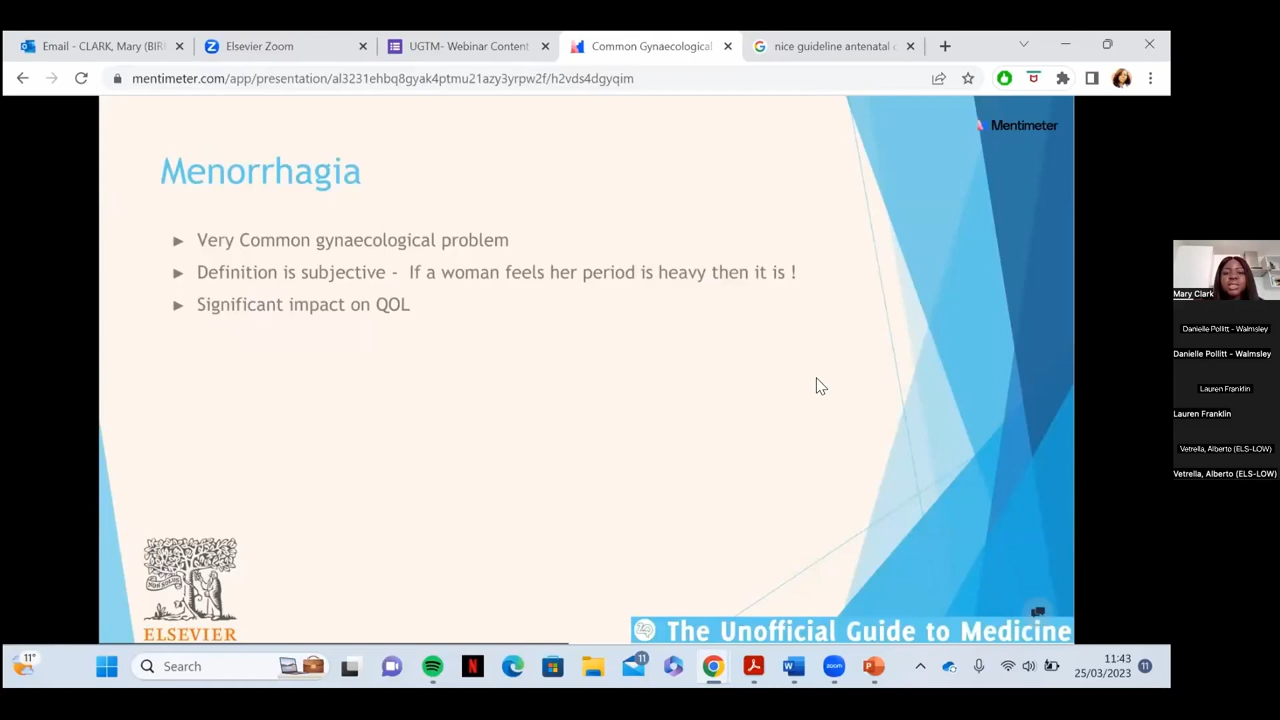 Email - CLARK, Mary (BIR
Elsevier Zoom
UGTM- Webinar Content
Common Gynaecological
nice guideline antenatal c
mentimeter.com/app/presentation/al3231ehbq8gyak4ptmu21azy3yrpw2f/h2vds4dgyqim
Mentimeter
Menorrhagia
Very Common gynaecological problem
Definition is subjective - If a woman feels her period is heavy then it is !
Significant impact on QOL
ELSEVIER
The Unofficial Guide to Medicine
Mary Clark
Danielle Pollitt - Walmsley
Danielle Pollitt - Walmsley
Lauren Franklin
Lauren Franklin
Vetrella, Alberto (ELS-LOW)
Vetrella, Alberto (ELS-LOW)
11°
Search
11
zoom
11:43
25/03/2023
11